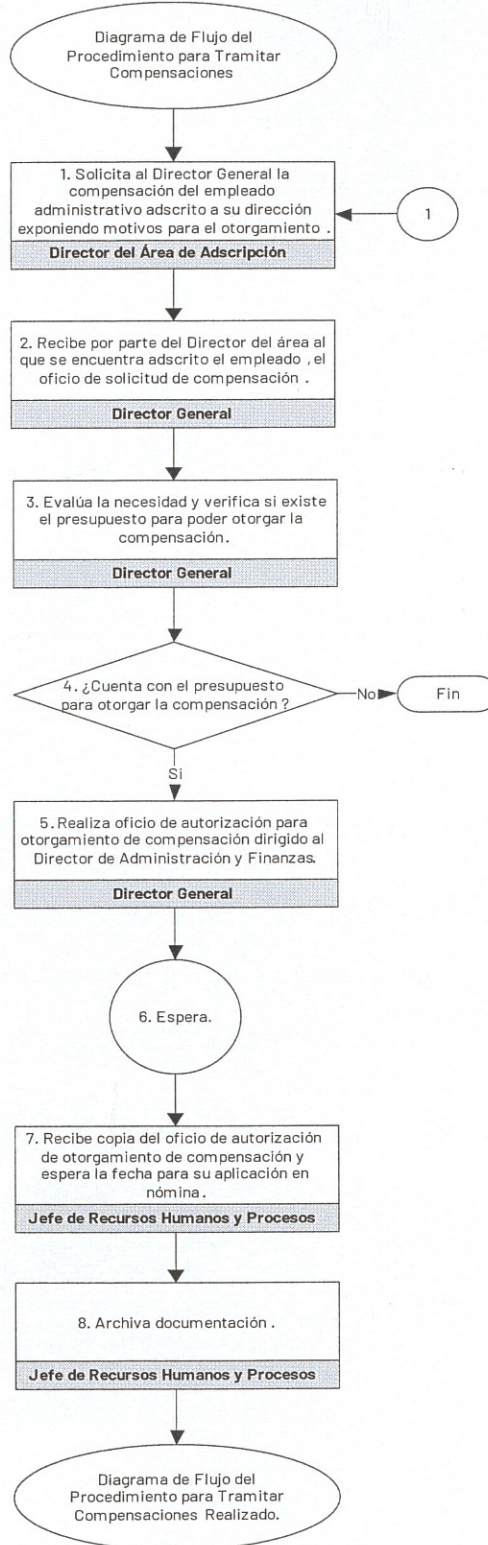 Diagrama de Flujo del
Procedimiento para Tramitar
Compensaciones
1. Solicita al Director General la
compensación del empleado
administrativo adscrito a su dirección
exponiendo motivos para el otorgamiento .
Director del Área de Adscripción
1
2. Recibe por parte del Director del área al
que se encuentra adscrito el empleado , el
oficio de solicitud de compensación .
Director General
3. Evalúa la necesidad y verifica si existe
el presupuesto para poder otorgar la
compensación.
Director General
4. ¿Cuenta con el presupuesto
para otorgar la compensación ?
No
Fin
Si
5. Realiza oficio de autorización para
otorgamiento de compensación dirigido al
Director de Administración y Finanzas.
Director General
6. Espera.
7. Recibe copia del oficio de autorización
de otorgamiento de compensación y
espera la fecha para su aplicación en
nómina .
Jefe de Recursos Humanos y Procesos
8. Archiva documentación .
Jefe de Recursos Humanos y Procesos
Diagrama de Flujo del
Procedimiento para Tramitar
Compensaciones Realizado.